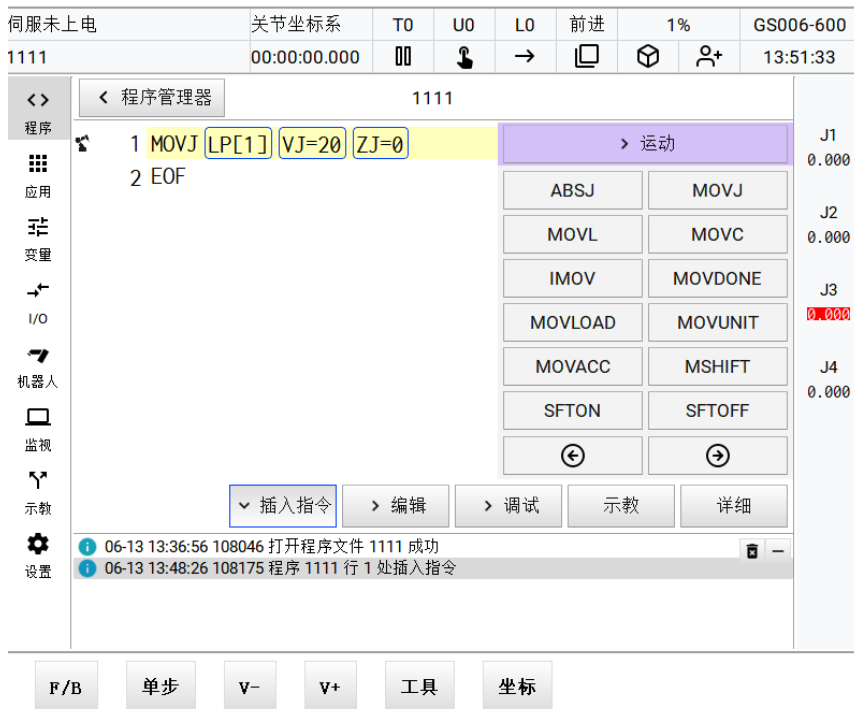 伺服未上电 关节坐标系 T0 U0 L0 前进 1% GS006-600
1111 00:00:00.000 13:51:33
程序
应用
变量
I/O
机器人
监视
示教
设置
程序管理器 1111
1 MOVJ LP[1] VJ=20 ZJ=0
2 EOF
> 运动
ABSJ MOVJ
MOVL MOVC
IMOV MOVDONE
MOVLOAD MOVUNIT
MOVACC MSHIFT
SFTON SFTOFF
插入指令 > 编辑 > 调试 示教 详细
J1
0.000
J2
0.000
J3
0.000
J4
0.000
06-13 13:36:56 108046 打开程序文件 1111 成功
06-13 13:48:26 108175 程序 1111 行 1 处插入指令
F/B 单步 V- V+ 工具 坐标